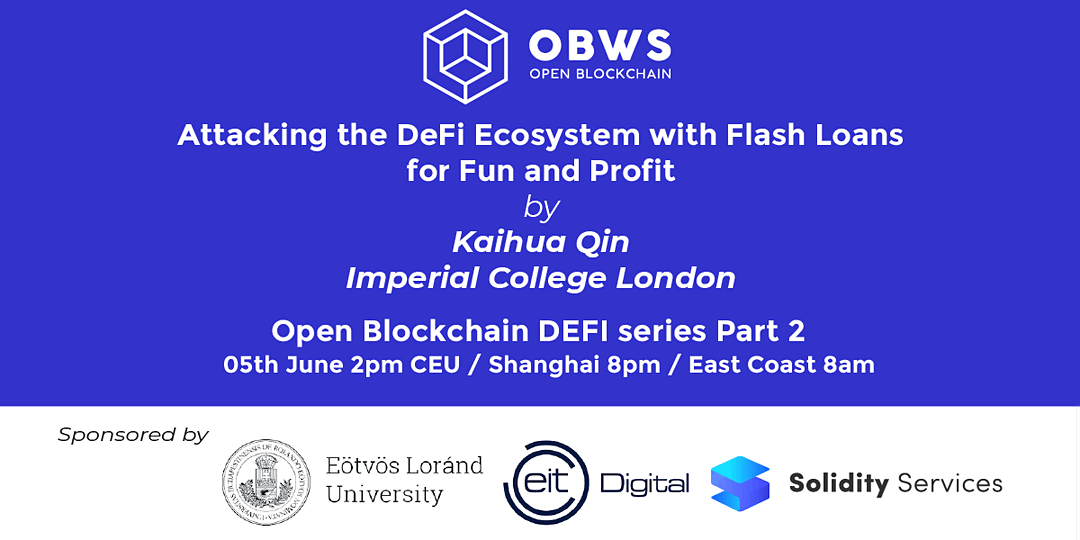 OBWS
OPEN BLOCKCHAIN
Attacking the DeFi Ecosystem with Flash Loans
for Fun and Profit
by
Kaihua Qin
Imperial College London
Open Blockchain DEFI series Part 2
05th June 2pm CEU / Shanghai 8pm / East Coast 8am
Sponsored by
Eötvös Loránd
University
eit Digital
Solidity Services